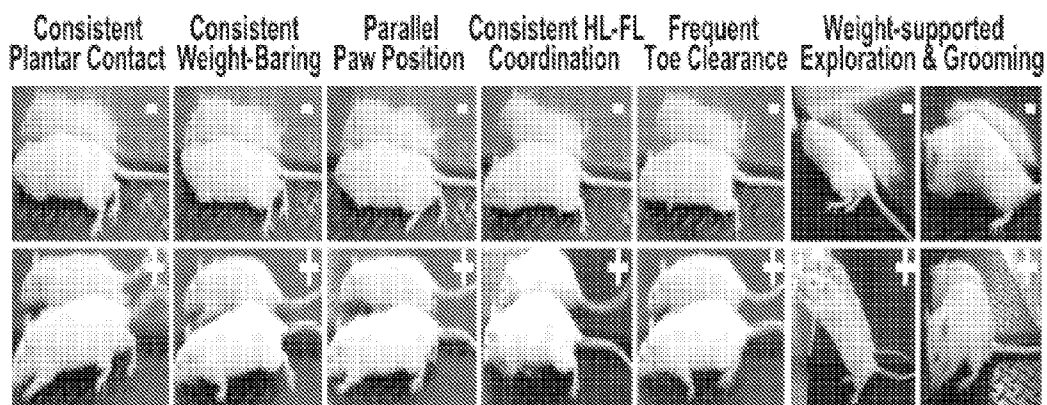 Consistent
Plantar Contact
Consistent
Weight-Baring
Parallel
Paw Position
Consistent HL-FL
Coordination
Frequent
Toe Clearance
Weight-supported
Exploration & Grooming
- - - - - - -
+ + + + + + +